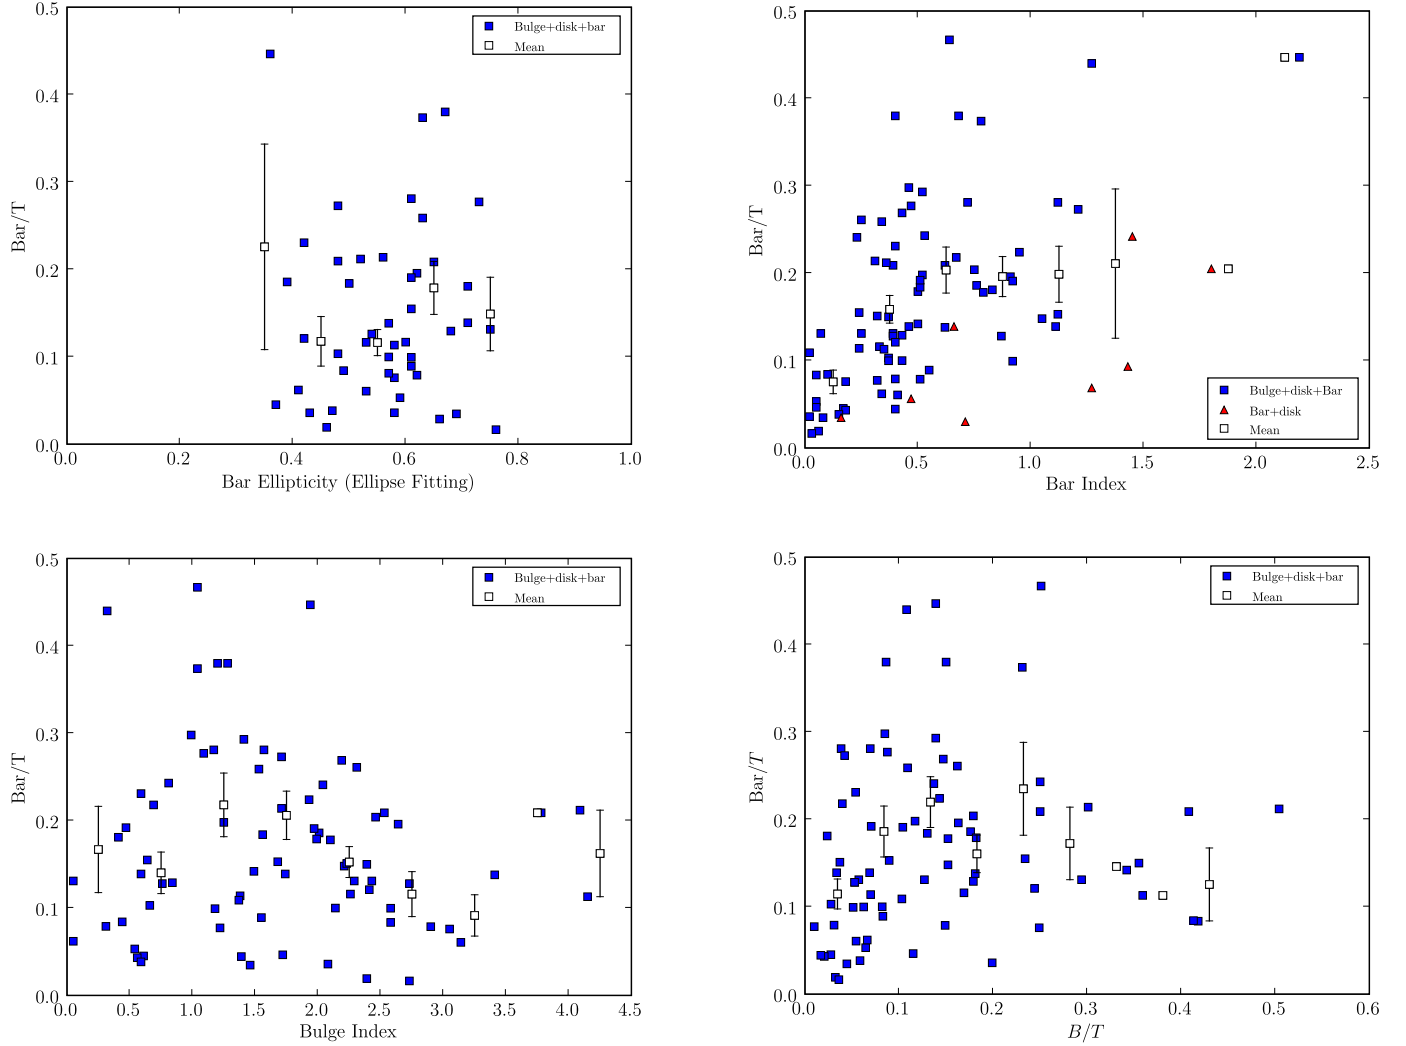 0.5
0.4
0.3
0.2
0.1
0.0
Bar/T
Bulge+disk+bar
Mean
0.0 0.2 0.4 0.6 0.8 1.0
Bar Ellipticity (Ellipse Fitting)
0.5
0.4
0.3
0.2
0.1
0.0
Bar/T
Bulge+disk+Bar
Bar+disk
Mean
0.0 0.5 1.0 1.5 2.0 2.5
Bar Index
0.5
0.4
0.3
0.2
0.1
0.0
Bar/T
Bulge+disk+bar
Mean
0.0 0.5 1.0 1.5 2.0 2.5 3.0 3.5 4.0 4.5
Bulge Index
0.5
0.4
0.3
0.2
0.1
0.0
Bar/T
Bulge+disk+bar
Mean
0.0 0.1 0.2 0.3 0.4 0.5 0.6
B/T